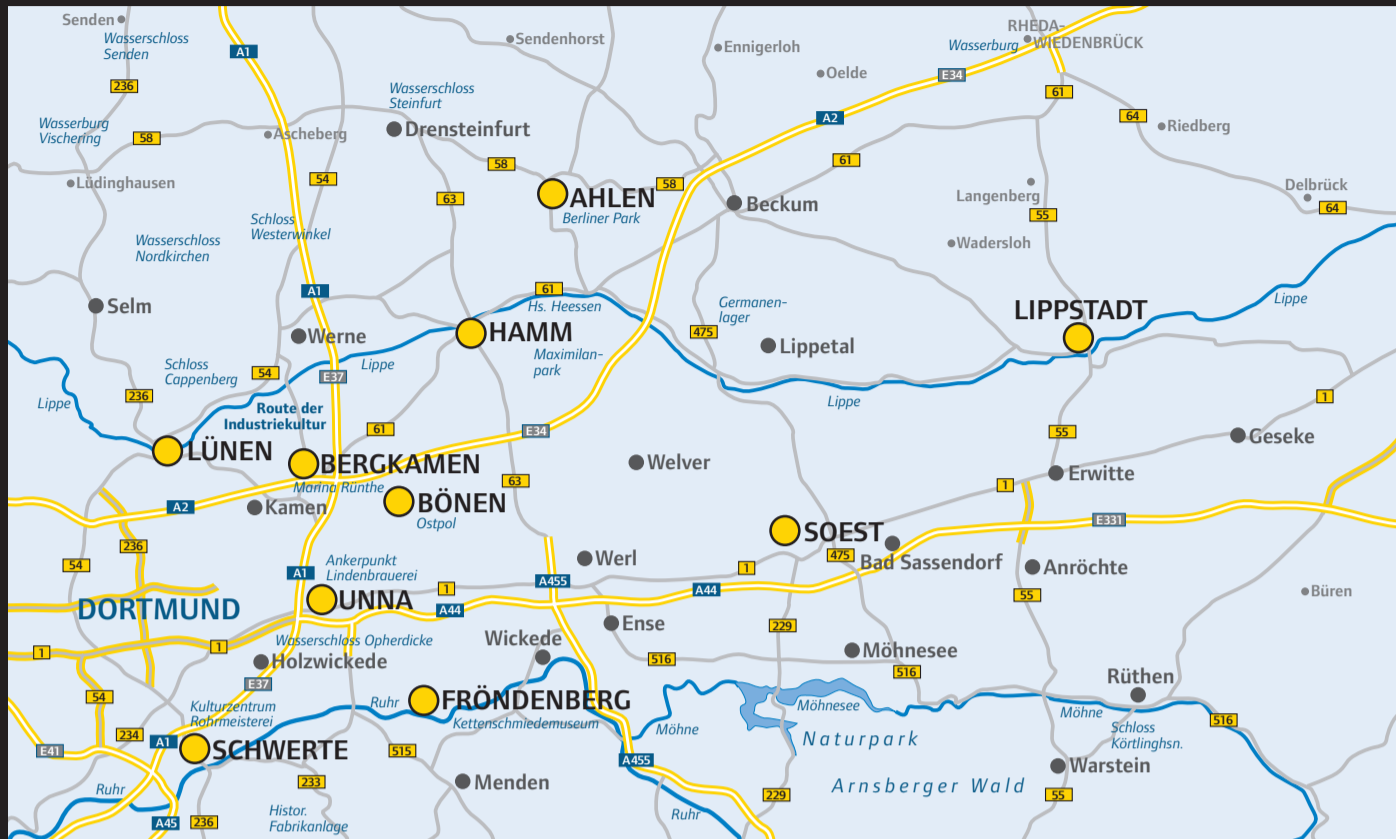 Senden
Wasserschloss
Senden
A1
Sendenhorst
Ennigerloh
RHEDA-
WIEDENBRÜCK
Wasserburg
E34
Oelde
236
Wasserschloss
Steinfurt
61
64
Riedberg
Wasserburg
Vischering
58
Ascheberg
Drensteinfurt
A2
58
61
Lüdinghausen
54
63
AHLEN
Berliner Park
58
Beckum
Langenberg
55
Delbrück
64
Schloss
Westerwinkel
Wasserschloss
Nordkirchen
Wadersloh
Selm
A1
61
Hs. Heessen
Germanen-
lager
LIPPSTADT
Lippe
Werne
HAMM
475
Lippetal
Maximilan-
park
Schloss
Cappenberg
54
E37
Lippe
236
Lippe
Route der
Industriekultur
Lippe
1
61
E34
55
Geseke
LÜNEN
BERGKAMEN
Marina Rünthe
Welver
Erwitte
63
1
A2
Kamen
BÖNEN
Ostpol
SOEST
E331
236
54
Ankerpunkt
Lindenbrauerei
Werl
475
Bad Sassendorf
Anröchte
A1
1
A455
1
A44
55
Büren
DORTMUND
UNNA
A44
Ense
229
1
1
Wasserschloss Opherdicke
Wickede
Holzwickede
516
Möhnesee
516
E37
Rüthen
54
Kulturzentrum
Rohrmeisterei
Ruhr
FRÖNDENBERG
Kettenschmiedemuseum
Möhne
Möhnesee
Möhne
516
Schloss
Körtlinghsn.
234
E41
A1
SCHWERTE
515
A455
Naturpark
Warstein
Ruhr
233
Menden
Arnsberger Wald
229
55
Histor.
Fabrikanlage
Ruhr
A45
236